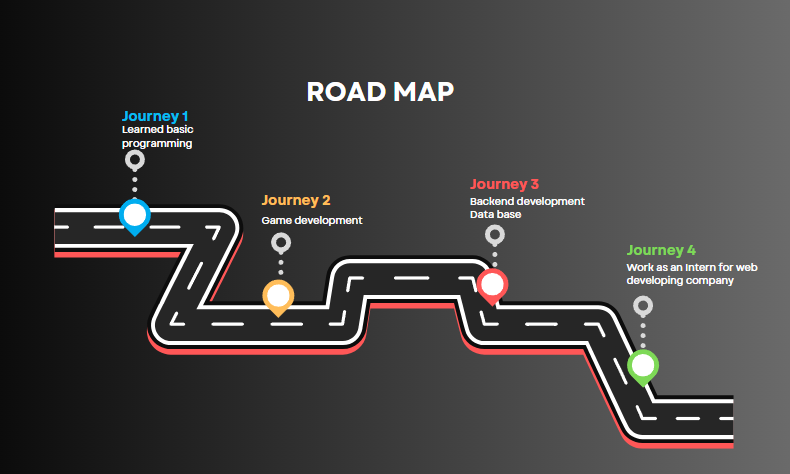 ROAD MAP
Journey 1
Learned basic
programming
Journey 2
Game development
Journey 3
Backend development
Data base
Journey 4
Work as an Intern for web
developing company